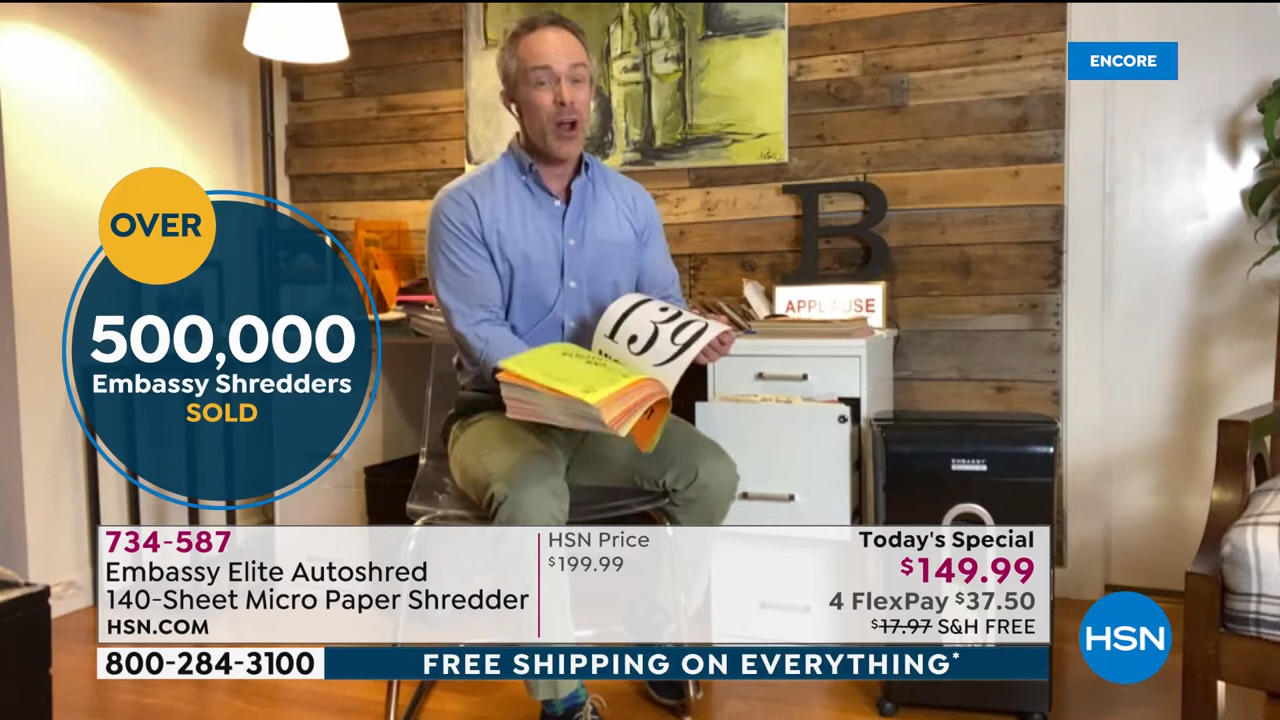 ENCORE
OVER
500,000
Embassy Shredders
SOLD
139
APPLAUSE
EMBASSY
734-587
Embassy Elite Autoshred
140-Sheet Micro Paper Shredder
HSN.COM
HSN Price
$199.99
Today's Special
$149.99
4 FlexPay $37.50
$17.97 S&H FREE
HSN
800-284-3100
FREE SHIPPING ON EVERYTHING*